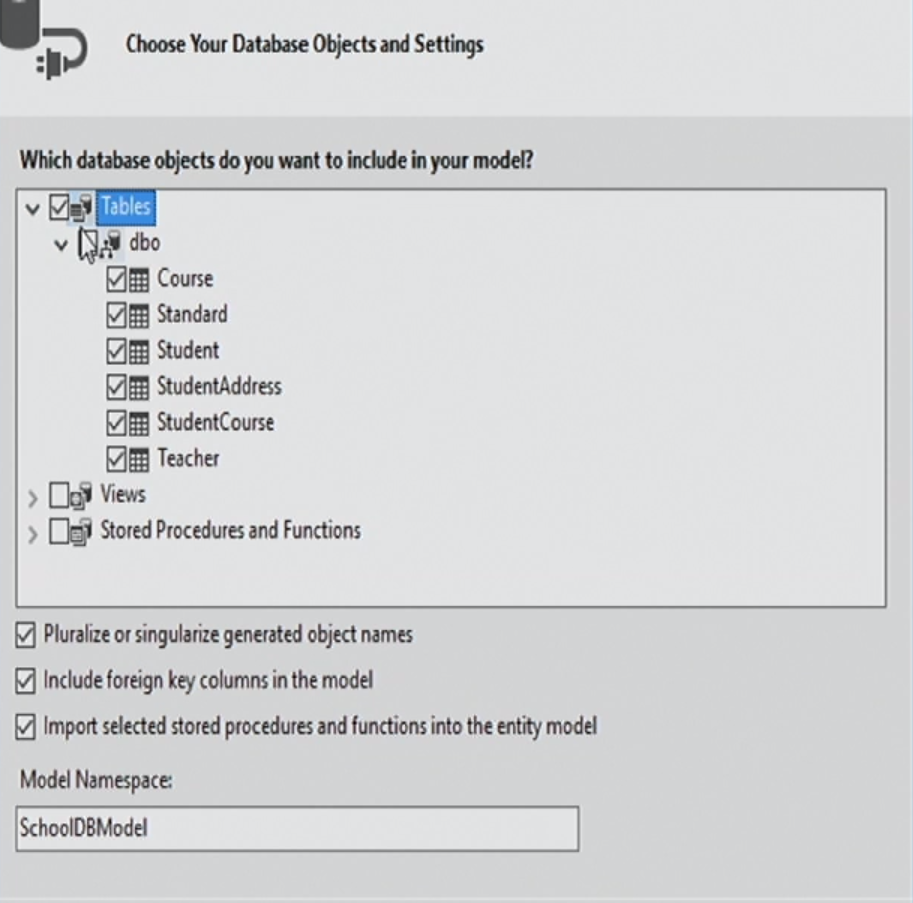 Choose Your Database Objects and Settings
Which database objects do you want to include in your model?
Tables
dbo
Course
Standard
Student
StudentAddress
StudentCourse
Teacher
Views
Stored Procedures and Functions
Pluralize or singularize generated object names
Include foreign key columns in the model
Import selected stored procedures and functions into the entity model
Model Namespace:
SchoolDBModel